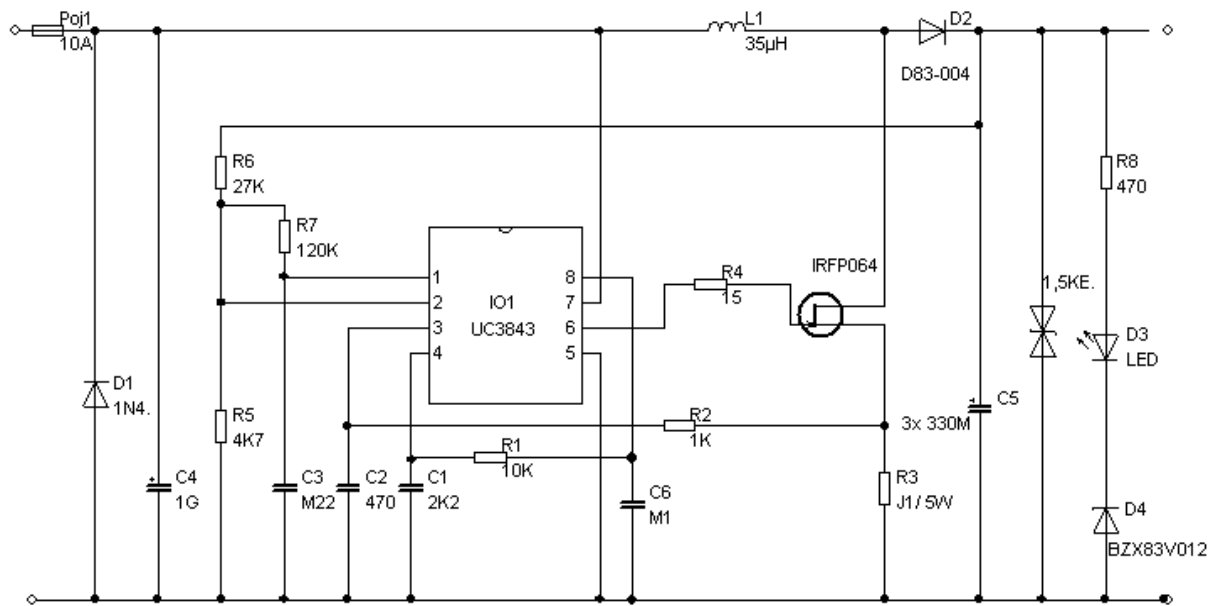 Poj1
10A
L1
35µH
D2
D83-004
R6
27K
R7
120K
R8
470
1
2
3
4
8
7
6
5
IO1
UC3843
R4
15
IRFP064
1,5KE.
D3
LED
D1
1N4.
R5
4K7
R2
1K
3x 330M
C5
R1
10K
C4
1G
C3
M22
C2
470
C1
2K2
C6
M1
R3
J1/5W
D4
BZX83V012